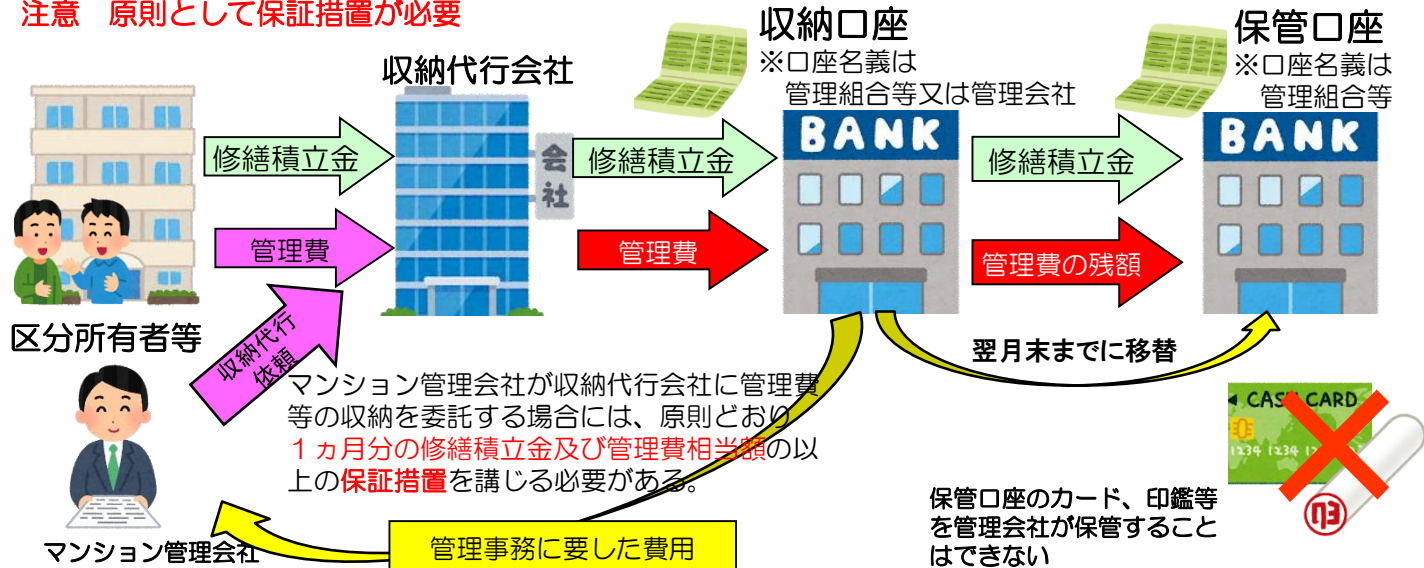 注意　原則として保証措置が必要
収納代行会社
収納口座
※口座名義は
管理組合等又は管理会社
保管口座
※口座名義は
管理組合等
BANK
BANK
会社
修繕積立金
修繕積立金
修繕積立金
管理費
管理費
管理費の残額
区分所有者等
収納代行
依頼
翌月末までに移替
マンション管理会社が収納代行会社に管理費
等の収納を委託する場合には、原則どおり
１ヵ月分の修繕積立金及び管理費相当額の以
上の保証措置を講じる必要がある。
CASH CARD
1234 1234 12
印
保管口座のカード、印鑑等
を管理会社が保管すること
はできない
管理事務に要した費用
マンション管理会社